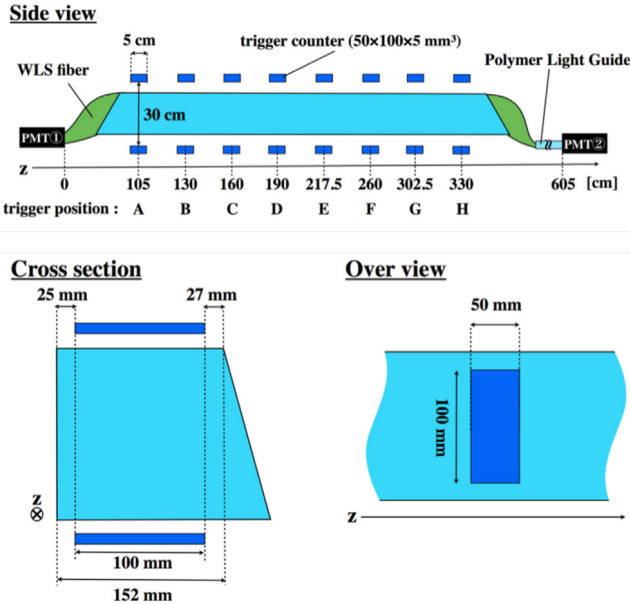 Side view
5 cm
trigger counter (50×100×5 mm³)
WLS fiber
Polymer Light Guide
30 cm
PMT①
PMT②
z
0 105 130 160 190 217.5 260 302.5 330 605 [cm]
trigger position : A B C D E F G H
Cross section
25 mm 27 mm
z
100 mm
152 mm
Over view
50 mm
100 mm
z